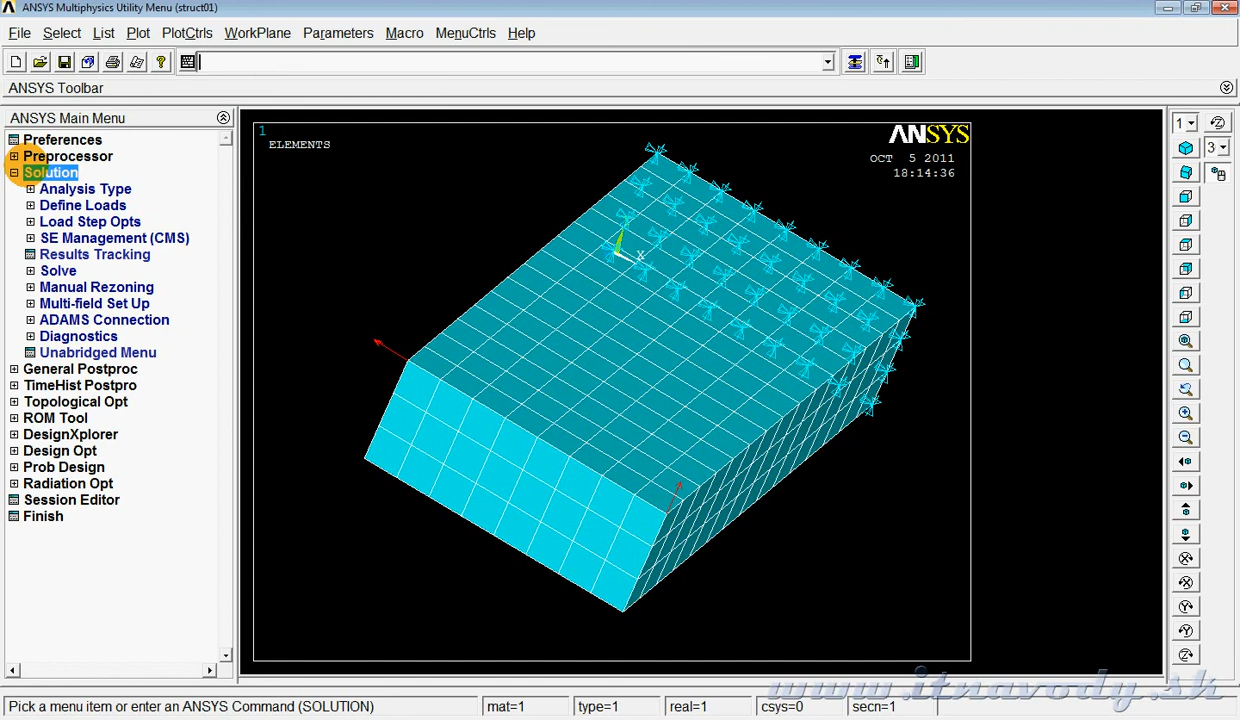 ANSYS Multiphysics Utility Menu (struct01)
File Select List Plot PlotCtrls WorkPlane Parameters Macro MenuCtrls Help
ANSYS Toolbar
ANSYS Main Menu
Preferences
Preprocessor
Solution
Analysis Type
Define Loads
Load Step Opts
SE Management (CMS)
Results Tracking
Solve
Manual Rezoning
Multi-field Set Up
ADAMS Connection
Diagnostics
Unabridged Menu
General Postproc
TimeHist Postpro
Topological Opt
ROM Tool
DesignXplorer
Design Opt
Prob Design
Radiation Opt
Session Editor
Finish
1
ELEMENTS
ANSYS
OCT 5 2011
18:14:36
X
1
3
www.itnavody.sk
Pick a menu item or enter an ANSYS Command (SOLUTION) mat=1 type=1 real=1 csys=0 secn=1